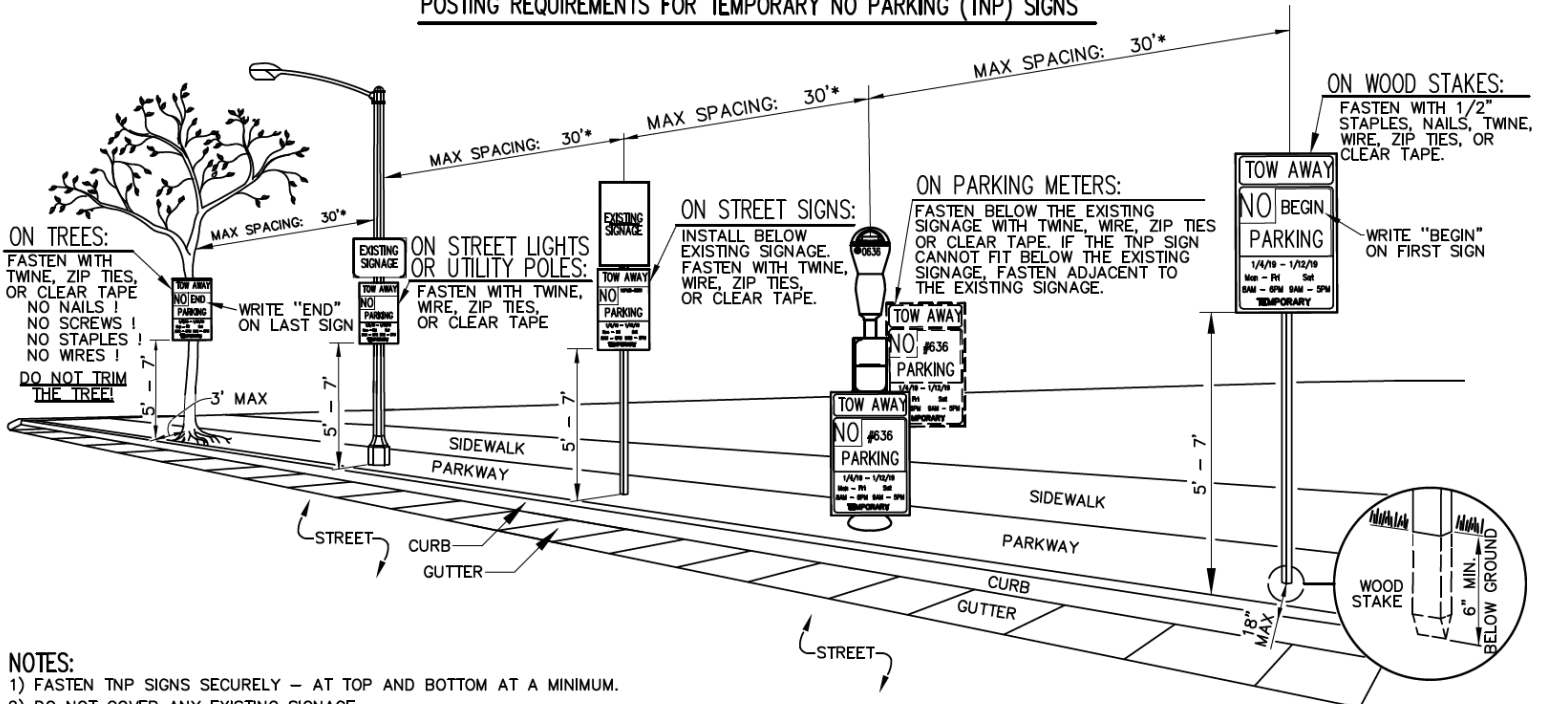 POSTING REQUIREMENTS FOR TEMPORARY NO PARKING (TNP) SIGNS
MAX SPACING: 30'*
MAX SPACING: 30'*
MAX SPACING: 30'*
MAX SPACING: 30'*
ON TREES:
FASTEN WITH
TWINE, ZIP TIES,
OR CLEAR TAPE
NO NAILS !
NO SCREWS !
NO STAPLES !
NO WIRES !
DO NOT TRIM
THE TREE!
TOW AWAY
NO END
PARKING
WRITE "END"
ON LAST SIGN
5' - 7'
3' MAX
EXISTING
SIGNAGE
TOW AWAY
NO
PARKING
ON STREET LIGHTS
OR UTILITY POLES:
FASTEN WITH TWINE,
WIRE, ZIP TIES,
OR CLEAR TAPE
5' - 7'
EXISTING
SIGNAGE
TOW AWAY
NO
PARKING
1/4/19 - 1/12/19
TEMPORARY
ON STREET SIGNS:
INSTALL BELOW
EXISTING SIGNAGE.
FASTEN WITH TWINE,
WIRE, ZIP TIES,
OR CLEAR TAPE.
5' - 7'
0636
ON PARKING METERS:
FASTEN BELOW THE EXISTING
SIGNAGE WITH TWINE, WIRE, ZIP TIES
OR CLEAR TAPE. IF THE TNP SIGN
CANNOT FIT BELOW THE EXISTING
SIGNAGE, FASTEN ADJACENT TO
THE EXISTING SIGNAGE.
TOW AWAY
NO #636
PARKING
1/4/19 - 1/12/19
Fri Sat
6PM 9AM - 5PM
MPORARY
TOW AWAY
NO #636
PARKING
1/4/19 - 1/12/19
Mon - Fri Sat
8AM - 6PM 9AM - 5PM
TEMPORARY
ON WOOD STAKES:
FASTEN WITH 1/2"
STAPLES, NAILS, TWINE,
WIRE, ZIP TIES, OR
CLEAR TAPE.
TOW AWAY
NO BEGIN
PARKING
1/4/19 - 1/12/19
Mon - Fri Sat
8AM - 6PM 9AM - 5PM
TEMPORARY
WRITE "BEGIN"
ON FIRST SIGN
5' - 7'
18"
MAX
WOOD
STAKE
6" MIN.
BELOW GROUND
SIDEWALK
PARKWAY
STREET
CURB
GUTTER
SIDEWALK
PARKWAY
CURB
GUTTER
STREET
NOTES:
1) FASTEN TNP SIGNS SECURELY – AT TOP AND BOTTOM AT A MINIMUM.
2) DO NOT COVER ANY EXISTING SIGNAGE